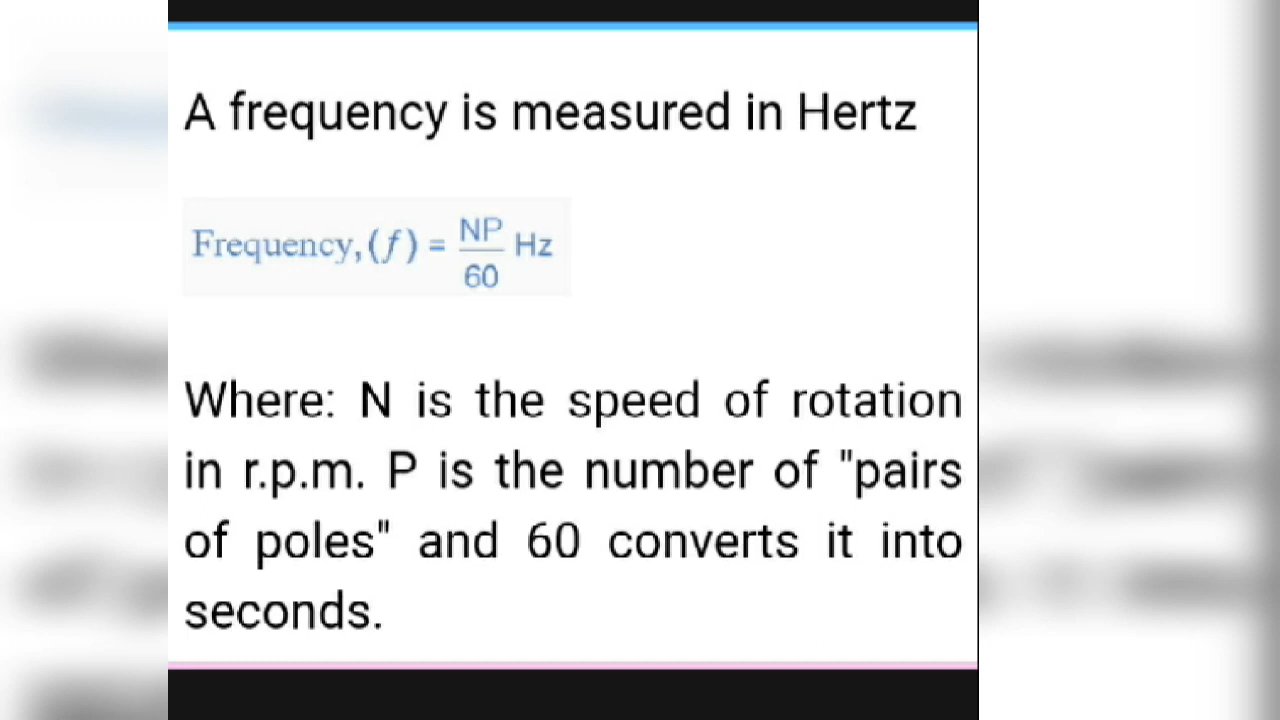 A frequency is measured in Hertz
Frequency, (f) = NP/60 Hz
Where: N is the speed of rotation
in r.p.m. P is the number of "pairs
of poles" and 60 converts it into
seconds.